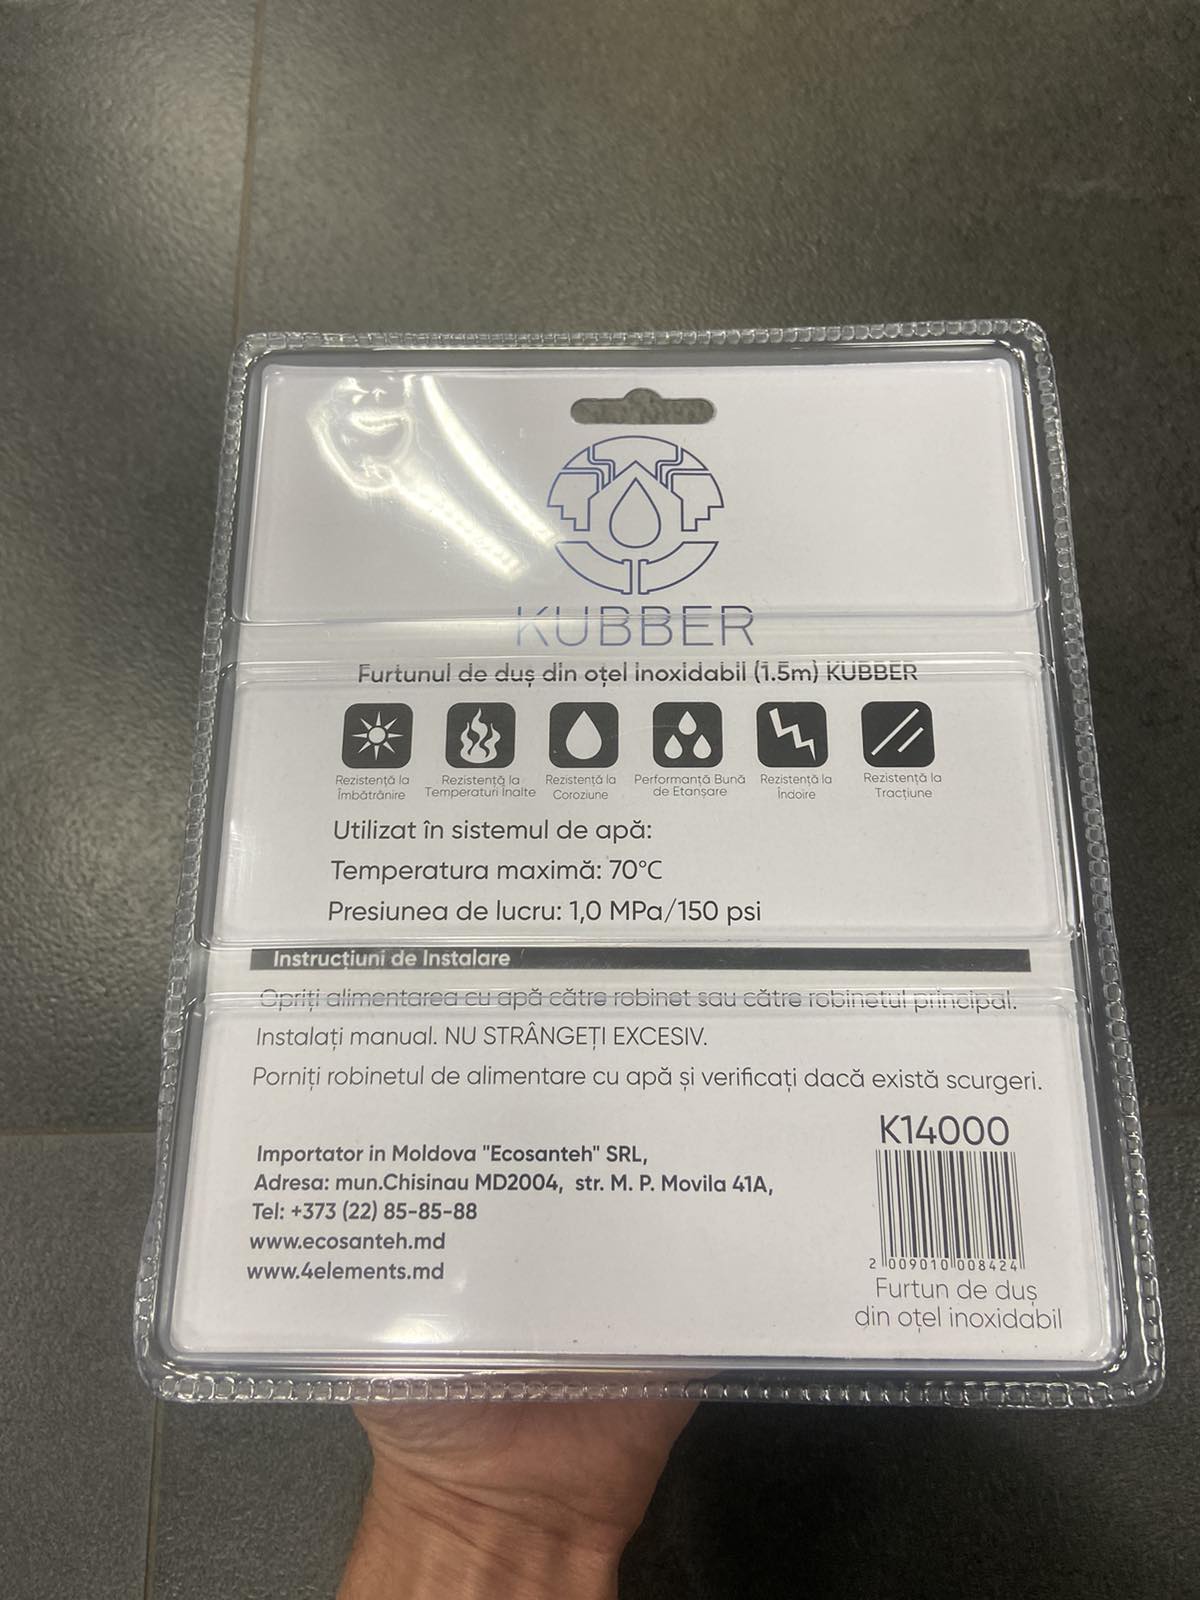 KUBBER
Furtunul de duș din oțel inoxidabil (1.5m) KUBBER
Rezistență la
Îmbătrânire
Rezistență la
Temperaturi Inalte
Rezistență la
Coroziune
Performanță Bună
de Etanșare
Rezistență la
Îndoire
Rezistență la
Tracțiune
Utilizat în sistemul de apă:
Temperatura maximă: 70°C
Presiunea de lucru: 1,0 MPa/150 psi
Instrucțiuni de Instalare
Opriți alimentarea cu apă către robinet sau către robinetul principal.
Instalați manual. NU STRÂNGEȚI EXCESIV.
Porniți robinetul de alimentare cu apă și verificați dacă există scurgeri.
Importator in Moldova "Ecosanteh" SRL,
Adresa: mun.Chisinau MD2004, str. M. P. Movila 41A,
Tel: +373 (22) 85-85-88
www.ecosanteh.md
www.4elements.md
K14000
2 009010 008424
Furtun de duș
din oțel inoxidabil